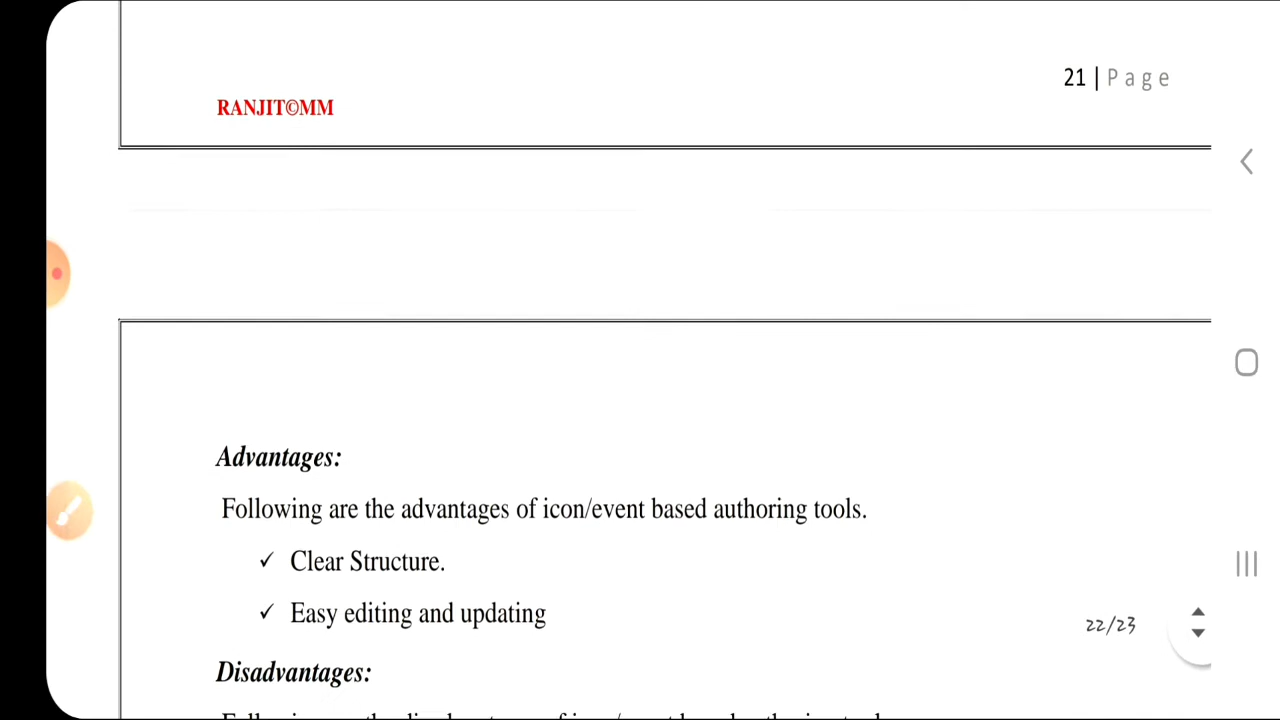 21 | Page
RANJIT©MM
Advantages:
Following are the advantages of icon/event based authoring tools.
✓ Clear Structure.
✓ Easy editing and updating
22/23
Disadvantages: